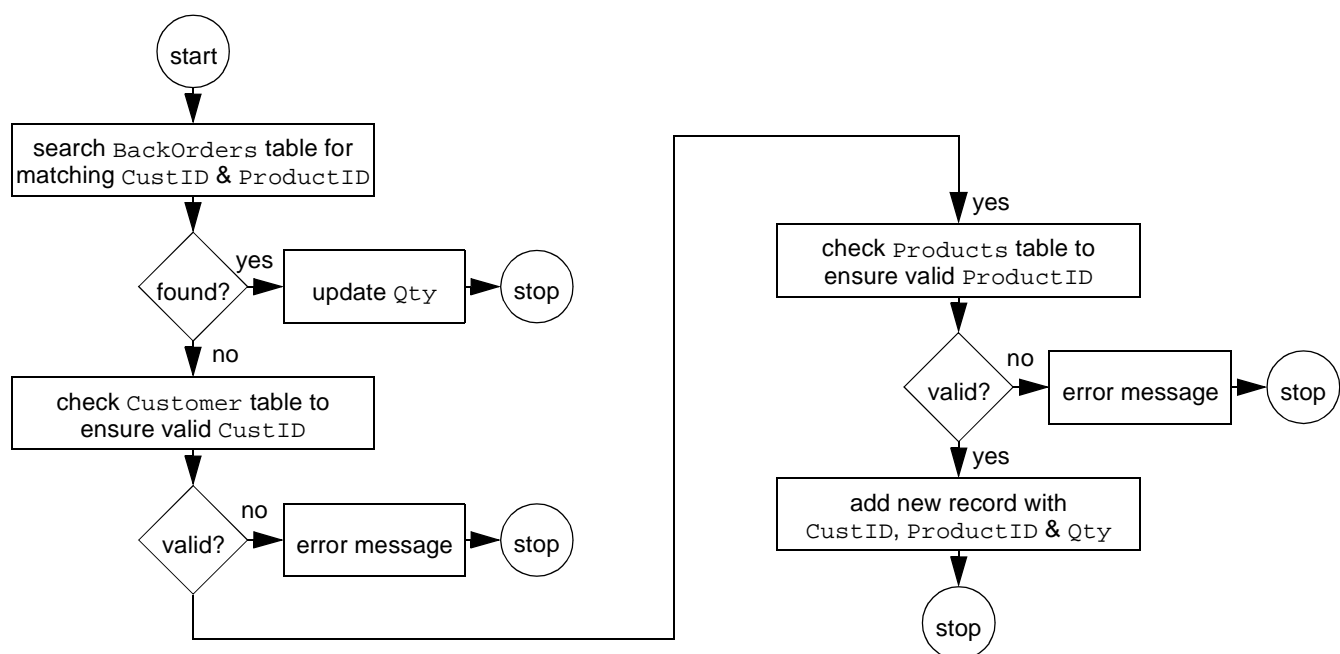 start
search BackOrders table for
matching CustID & ProductID
found?
yes
update Qty
stop
no
check Customer table to
ensure valid CustID
valid?
no
error message
stop
yes
check Products table to
ensure valid ProductID
valid?
no
error message
stop
yes
add new record with
CustID, ProductID & Qty
stop